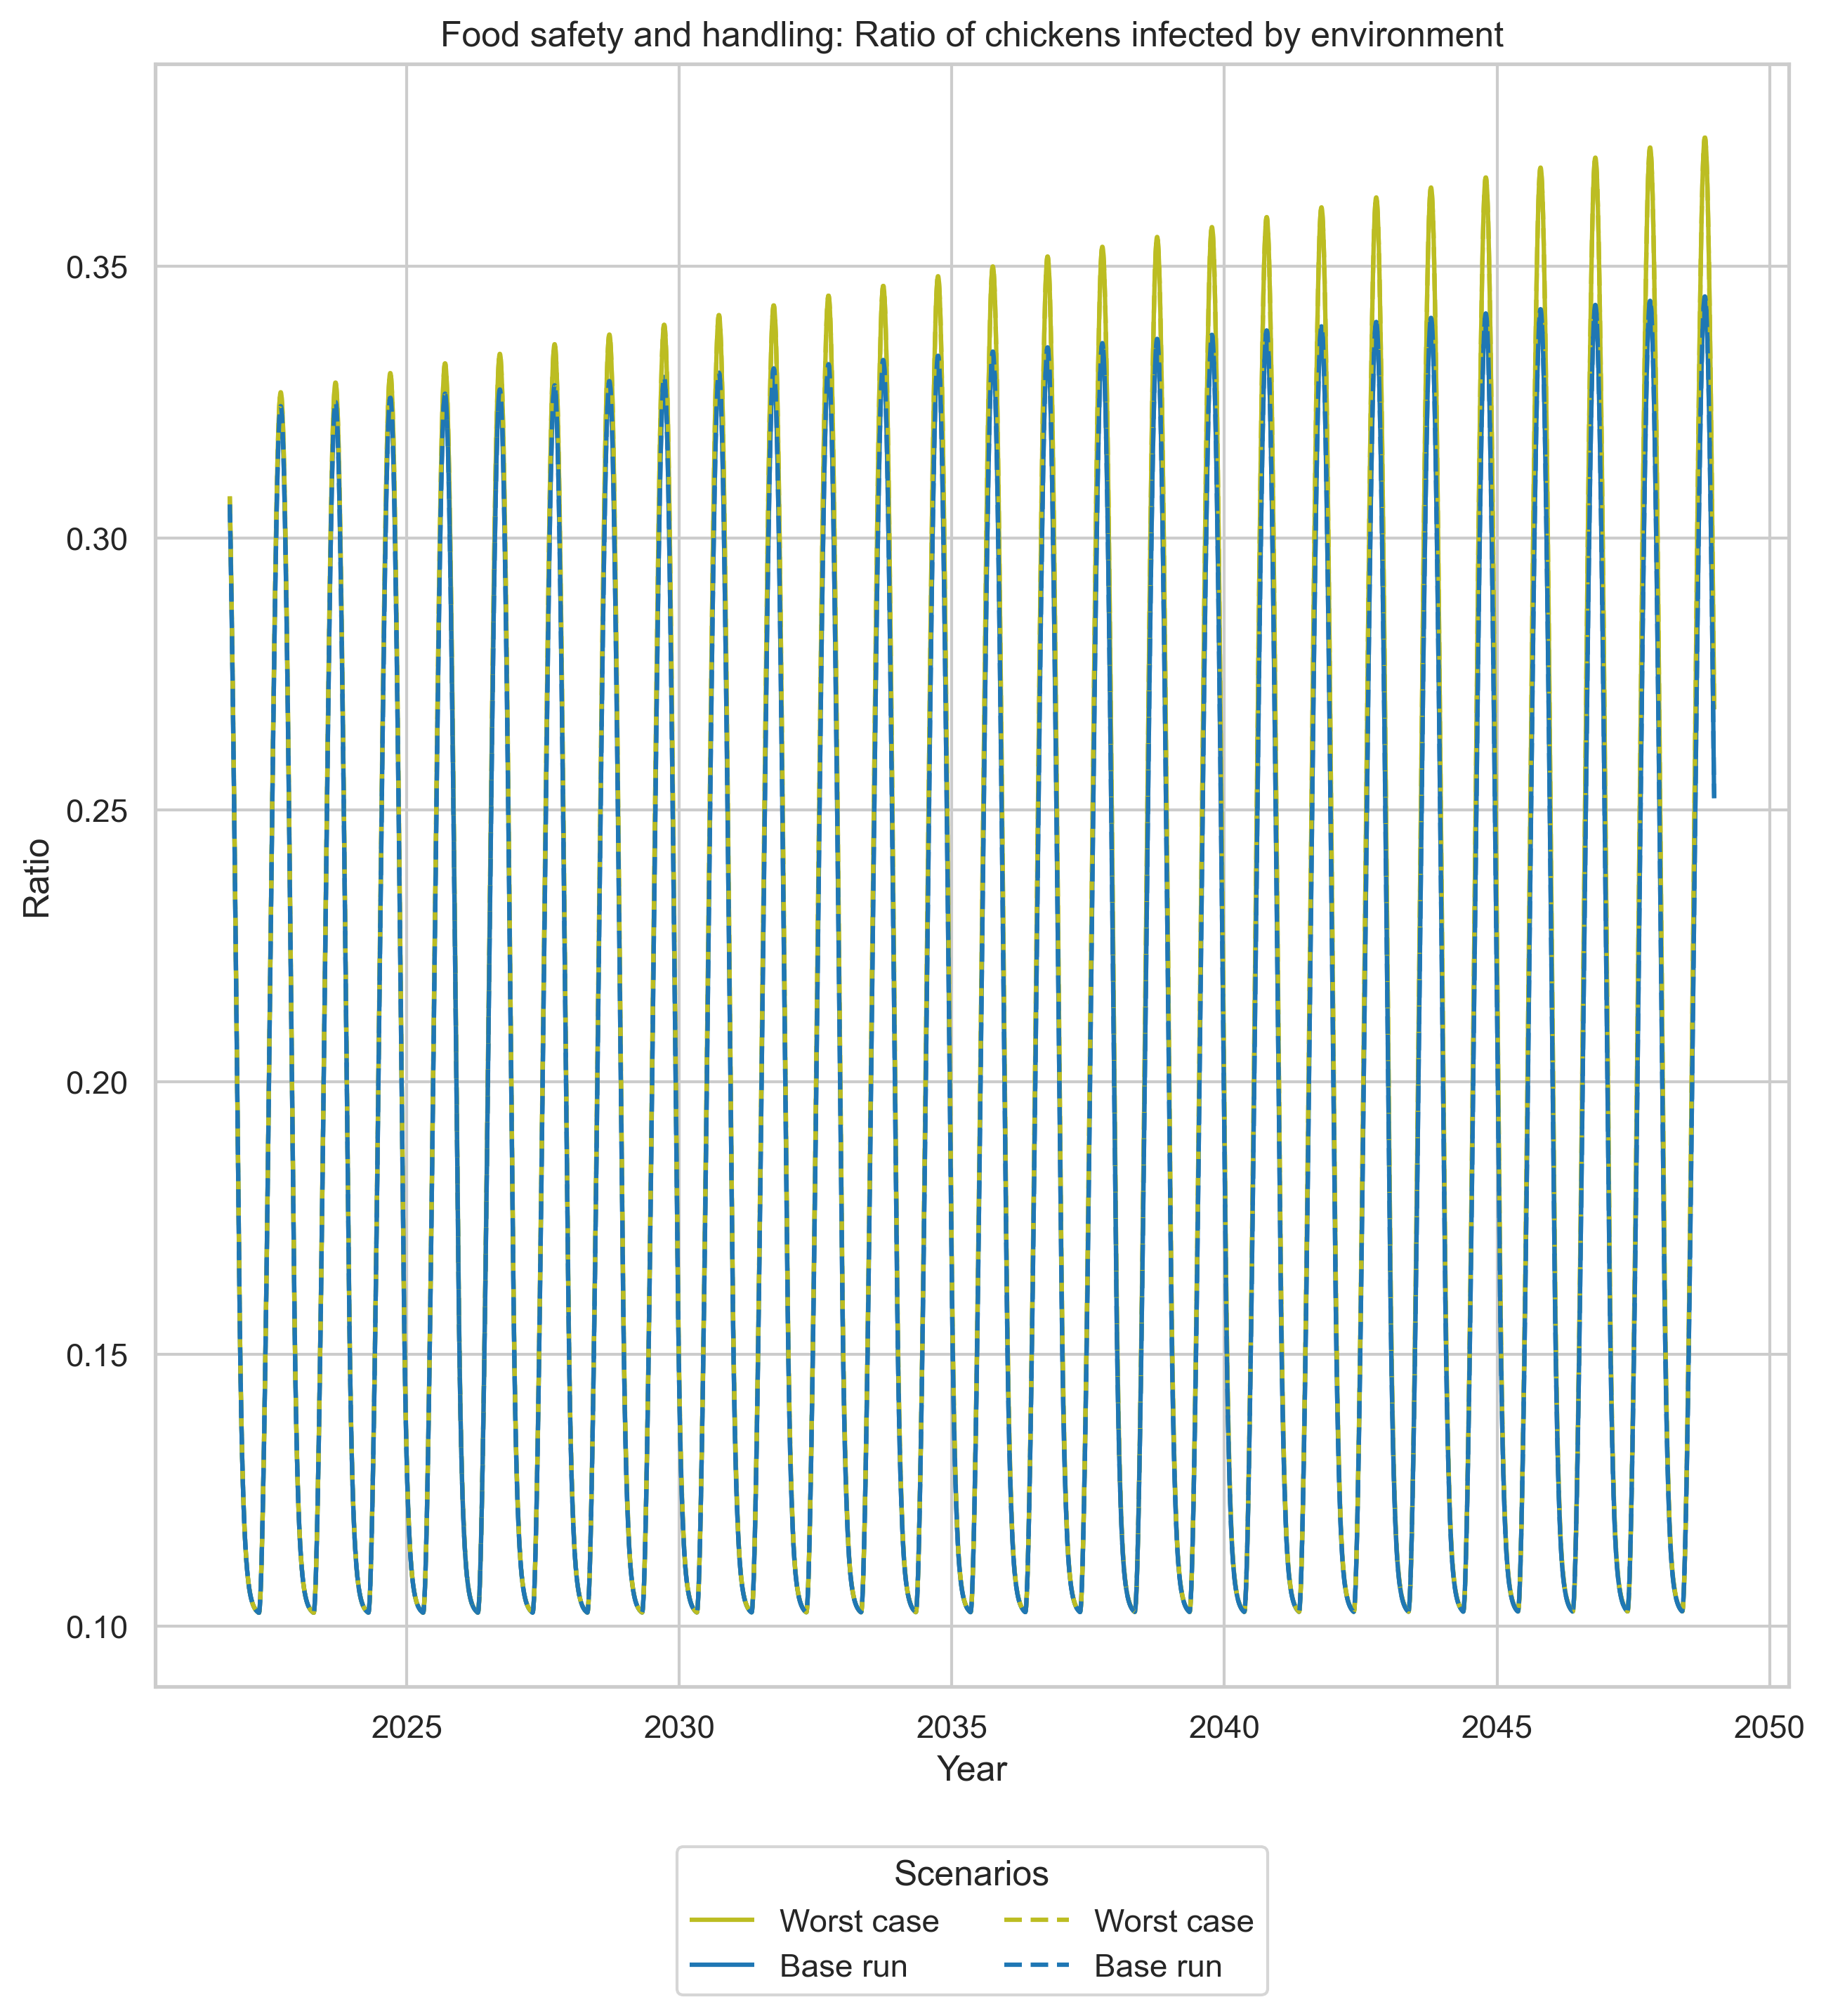 Food safety and handling: Ratio of chickens infected by environment
0.35
0.30
0.25
0.20
0.15
0.10
Ratio
2025 2030 2035 2040 2045 2050
Year
Scenarios
Worst case Worst case
Base run Base run